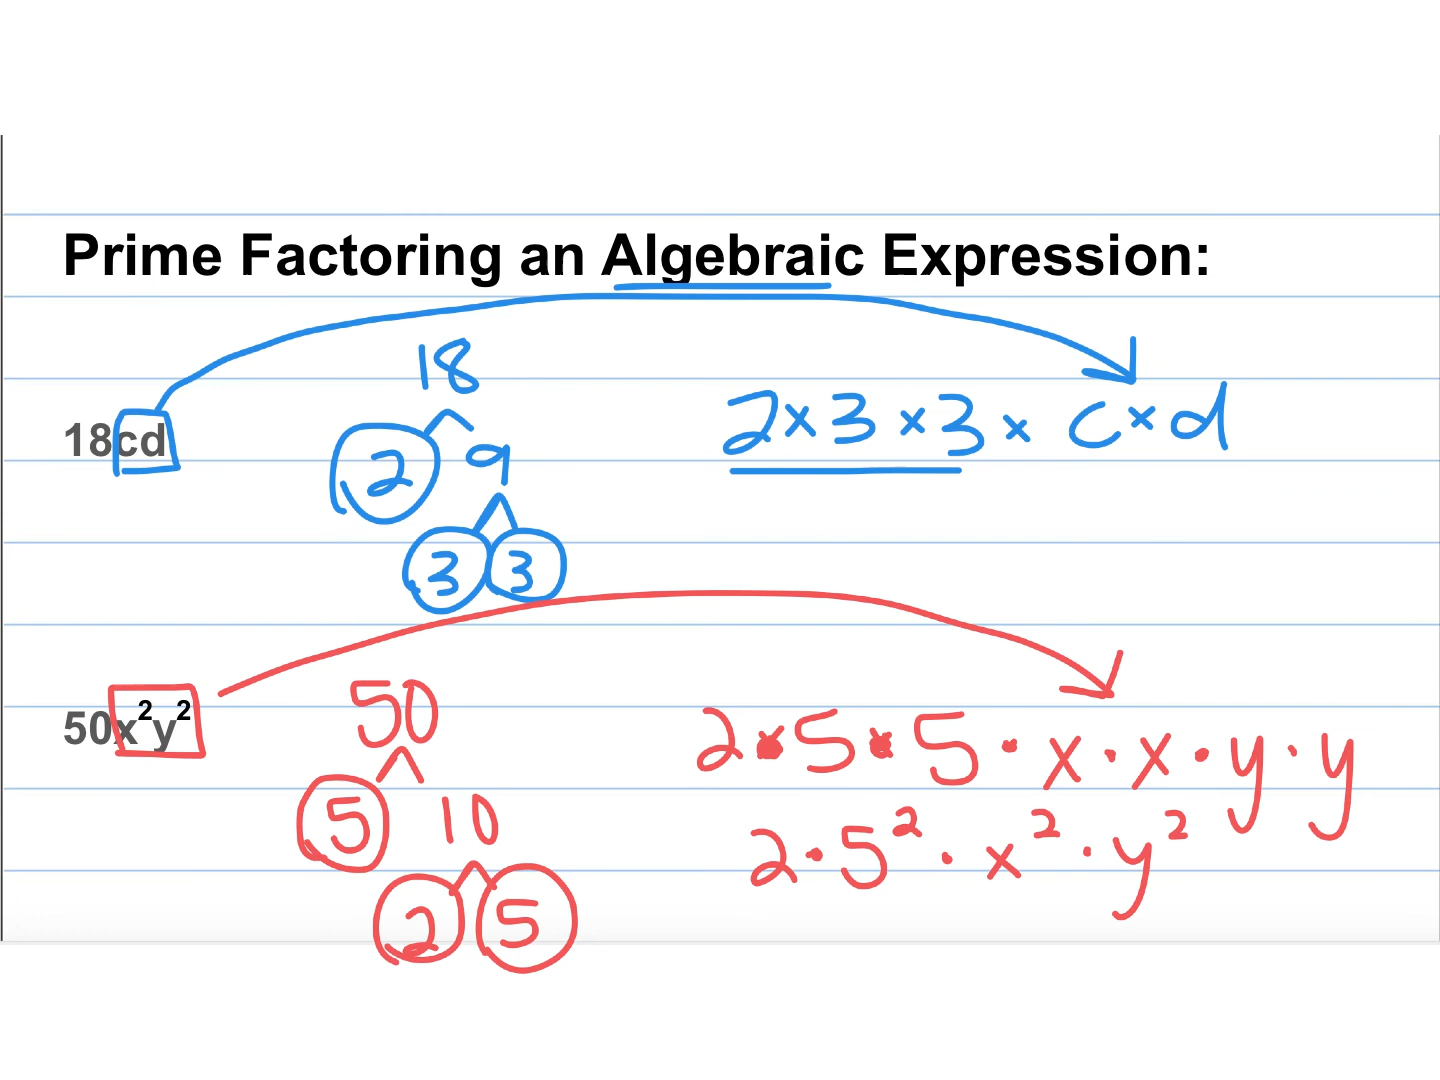 Prime Factoring an Algebraic Expression:
18
18cd
2 × 3 × 3 × c × d
2 9
3 3
50
50x²y²
2 • 5 • 5 • x • x • y • y
5 10
2 • 5² • x² • y²
2 5